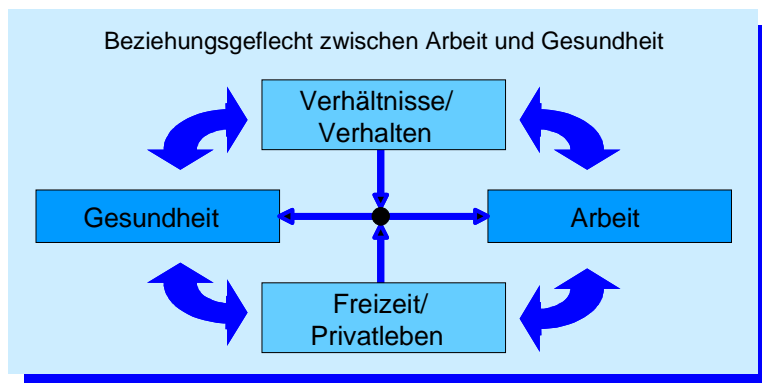 Beziehungsgeflecht zwischen Arbeit und Gesundheit
Verhältnisse/
Verhalten
Gesundheit
Arbeit
Freizeit/
Privatleben